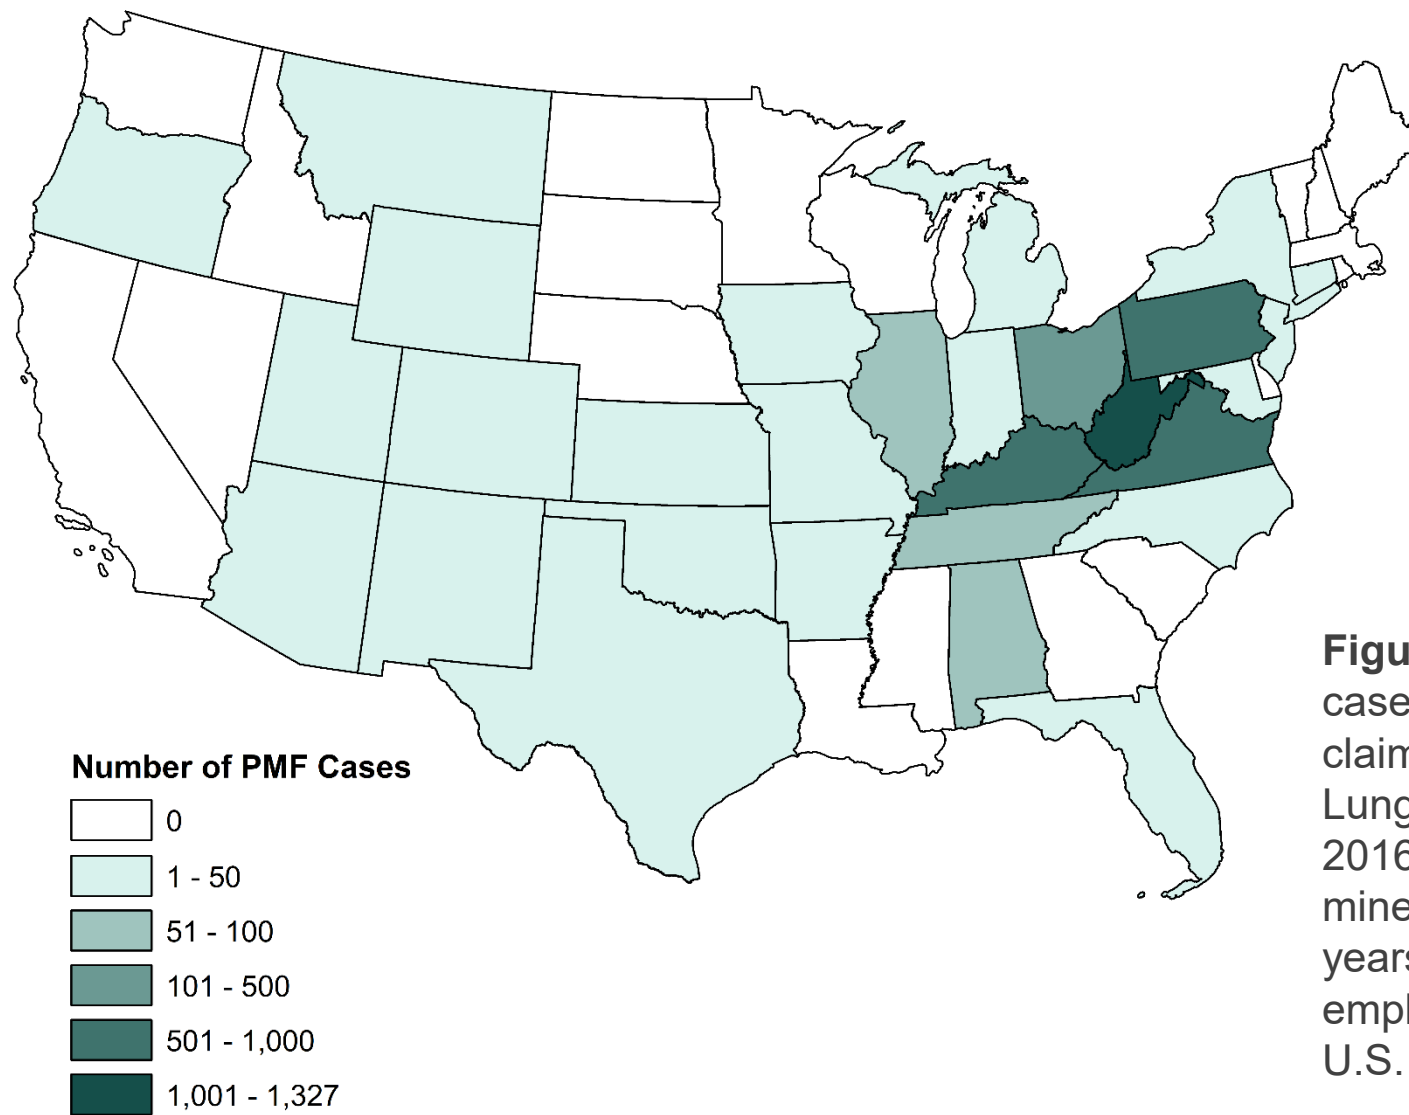 Number of PMF Cases
0
1 - 50
51 - 100
101 - 500
501 - 1,000
1,001 - 1,327
Figu
case
claim
Lung
2016
mine
years
empl
U.S.